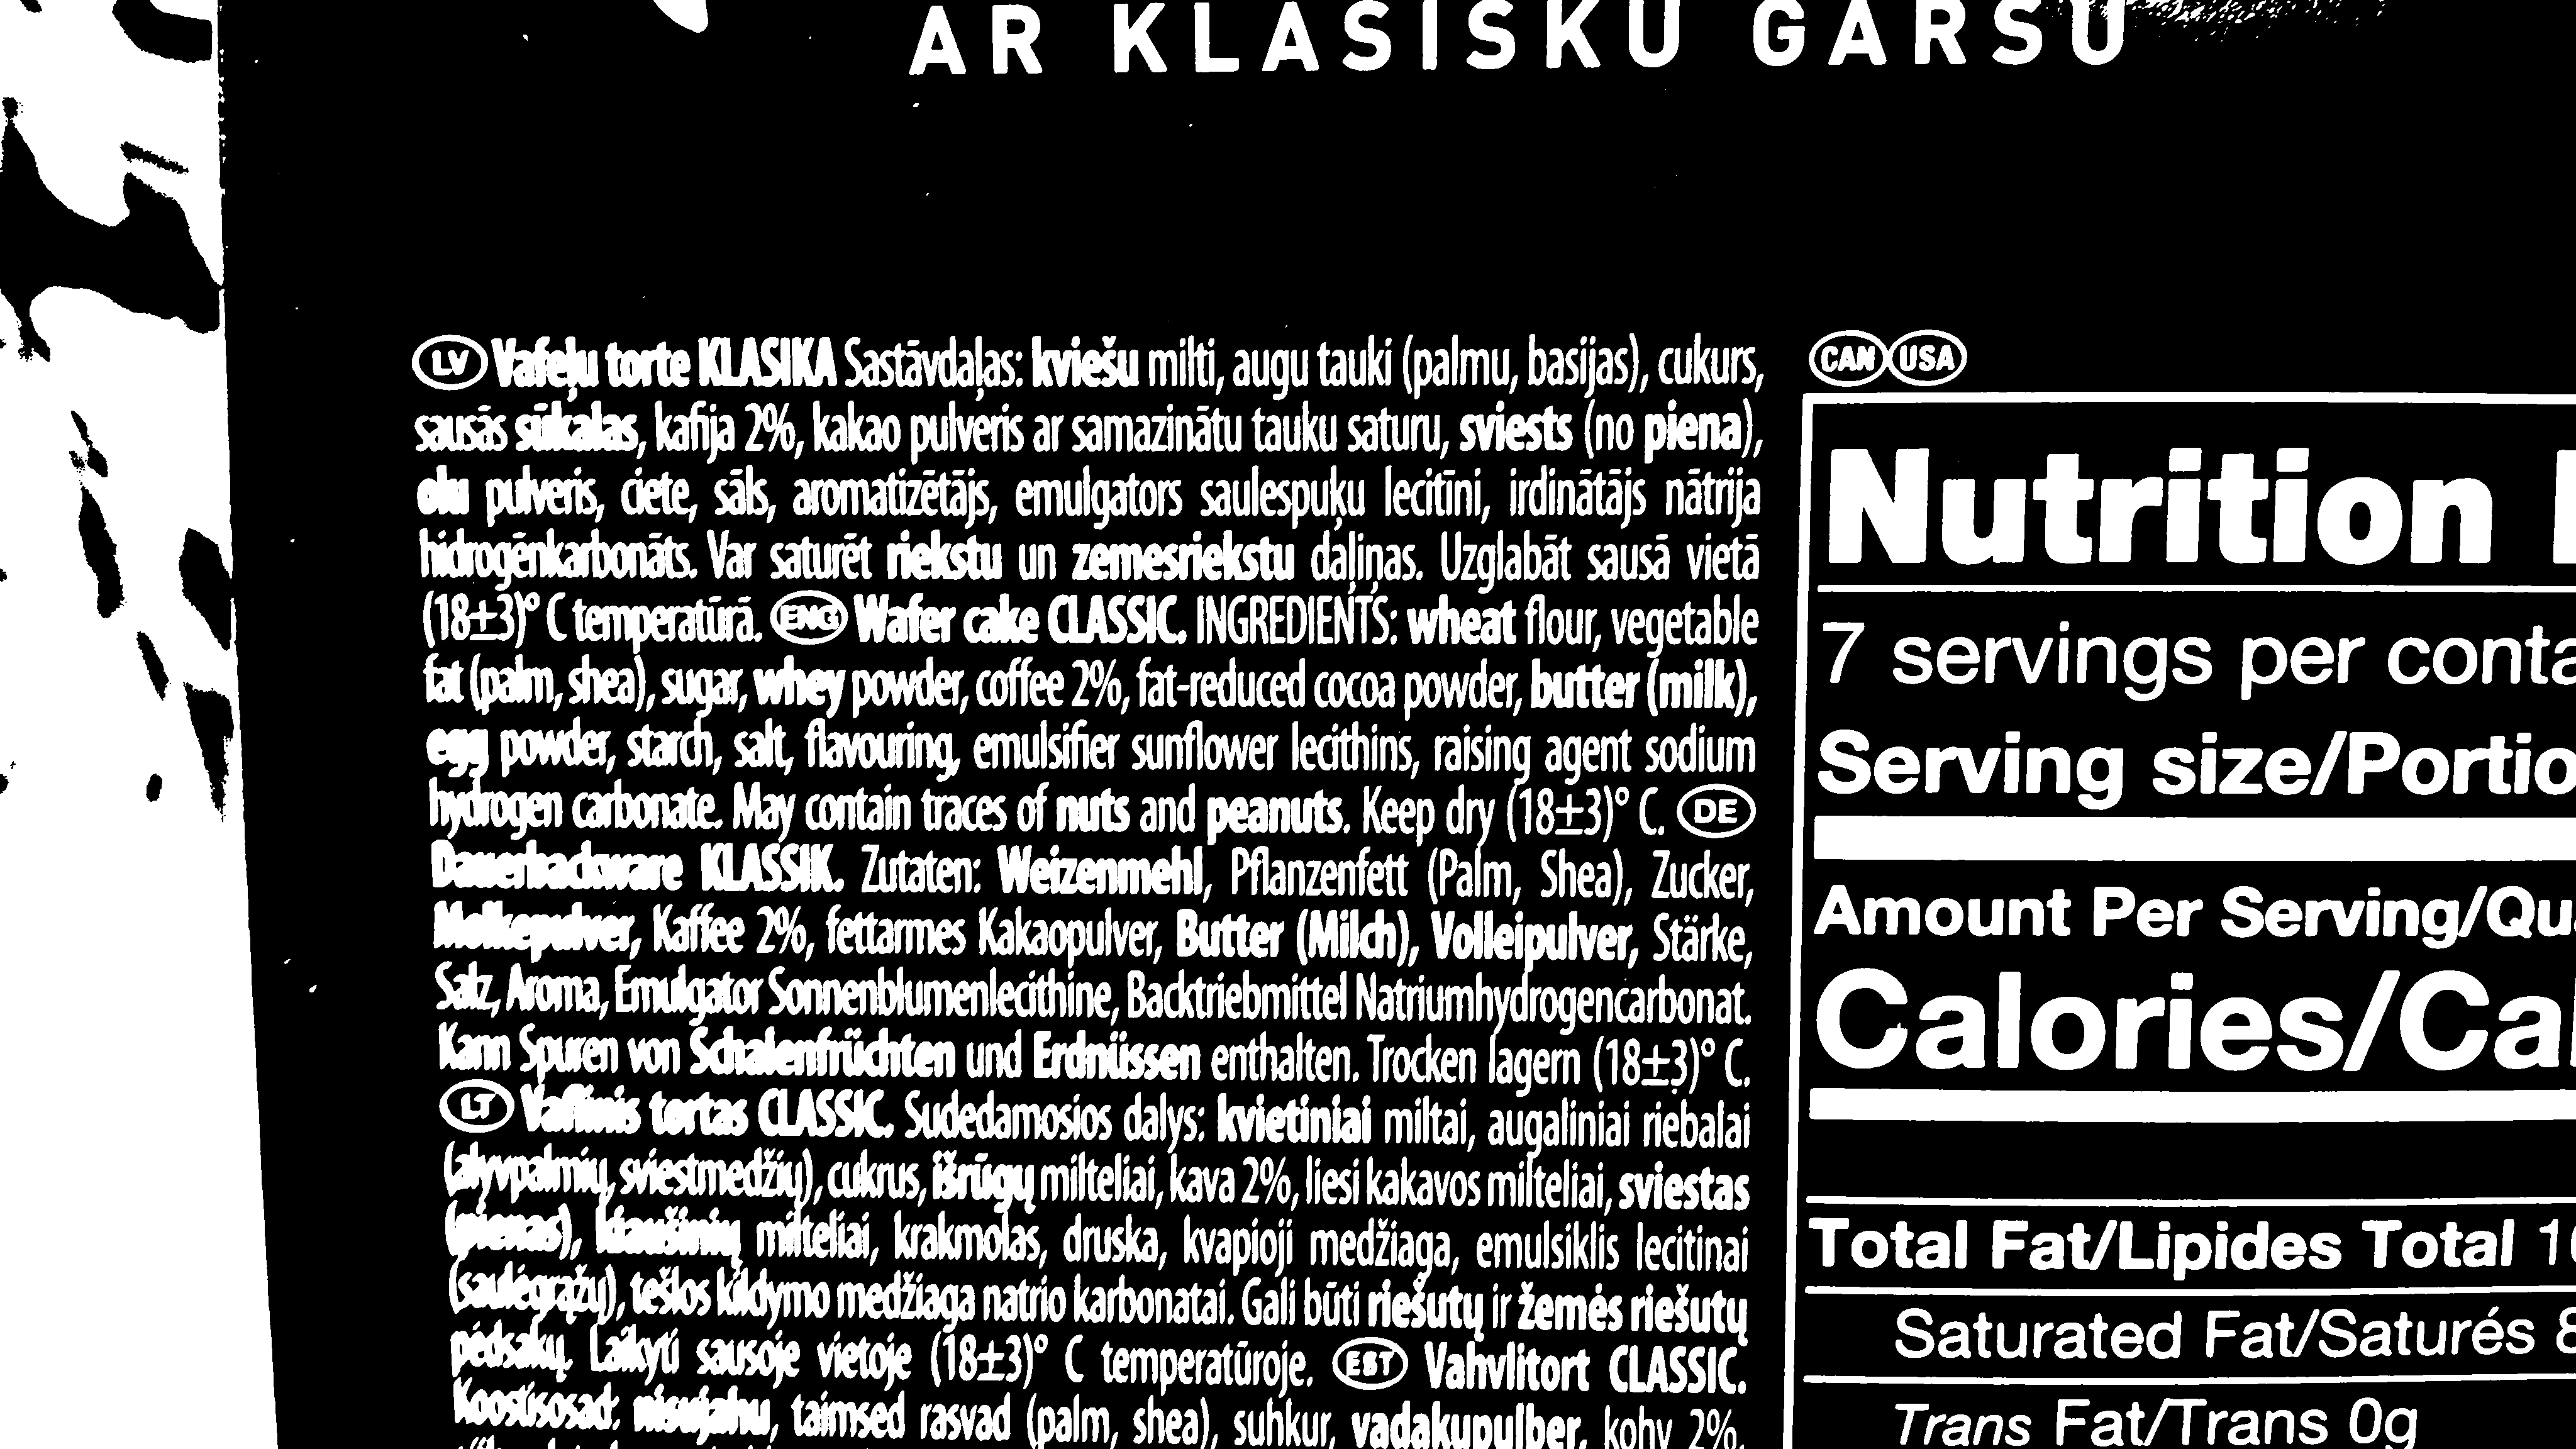 AR KLASISKU GARSU
LV Vafeļu torte KLASIKA Sastāvdaļas: kviešu milti, augu tauki (palmu, basijas), cukurs,
sausās sūkalas, kafija 2%, kakao pulveris ar samazinātu tauku saturu, sviests (no piena),
olu pulveris, ciete, sāls, aromatizētājs, emulgators saulespuķu lecitīni, irdinātājs nātrija
hidrogēnkarbonāts. Var saturēt riekstu un zemesriekstu daļiņas. Uzglabāt sausā vietā
(18±3)° C temperatūrā. ENG Wafer cake CLASSIC. INGREDIENTS: wheat flour, vegetable
fat (palm, shea), sugar, whey powder, coffee 2%, fat-reduced cocoa powder, butter (milk),
egg powder, starch, salt, flavouring, emulsifier sunflower lecithins, raising agent sodium
hydrogen carbonate. May contain traces of nuts and peanuts. Keep dry (18±3)° C. DE
Dauerbackware KLASSIK. Zutaten: Weizenmehl, Pflanzenfett (Palm, Shea), Zucker,
Molkepulver, Kaffee 2%, fettarmes Kakaopulver, Butter (Milch), Volleipulver, Stärke,
Salz, Aroma, Emulgator Sonnenblumenlecithine, Backtriebmittel Natriumhydrogencarbonat.
Kann Spuren von Schalenfrüchten und Erdnüssen enthalten. Trocken lagern (18±3)° C.
LT Vaflinis tortas CLASSIC. Sudedamosios dalys: kvietiniai miltai, augaliniai riebalai
(alyvpalmių, sviestmedžių), cukrus, išrūgų milteliai, kava 2%, liesi kakavos milteliai, sviestas
(pienas), kiaušinių milteliai, krakmolas, druska, kvapioji medžiaga, emulsiklis lecitinai
(saulėgrąžų), tešlos kildymo medžiaga natrio karbonatai. Gali būti riešutų ir žemės riešutų
pėdsakų. Laikyti sausoje vietoje (18±3)° C temperatūroje. EST Vahvlitort CLASSIC.
Koostisosad: nisujahu, taimsed rasvad (palm, shea), suhkur, vadakupulber, kohv 2%,
CAN USA
Nutrition
7 servings per conta
Serving size/Portio
Amount Per Serving/Qu
Calories/Cal
Total Fat/Lipides Total 1
Saturated Fat/Saturés 8
Trans Fat/Trans 0g